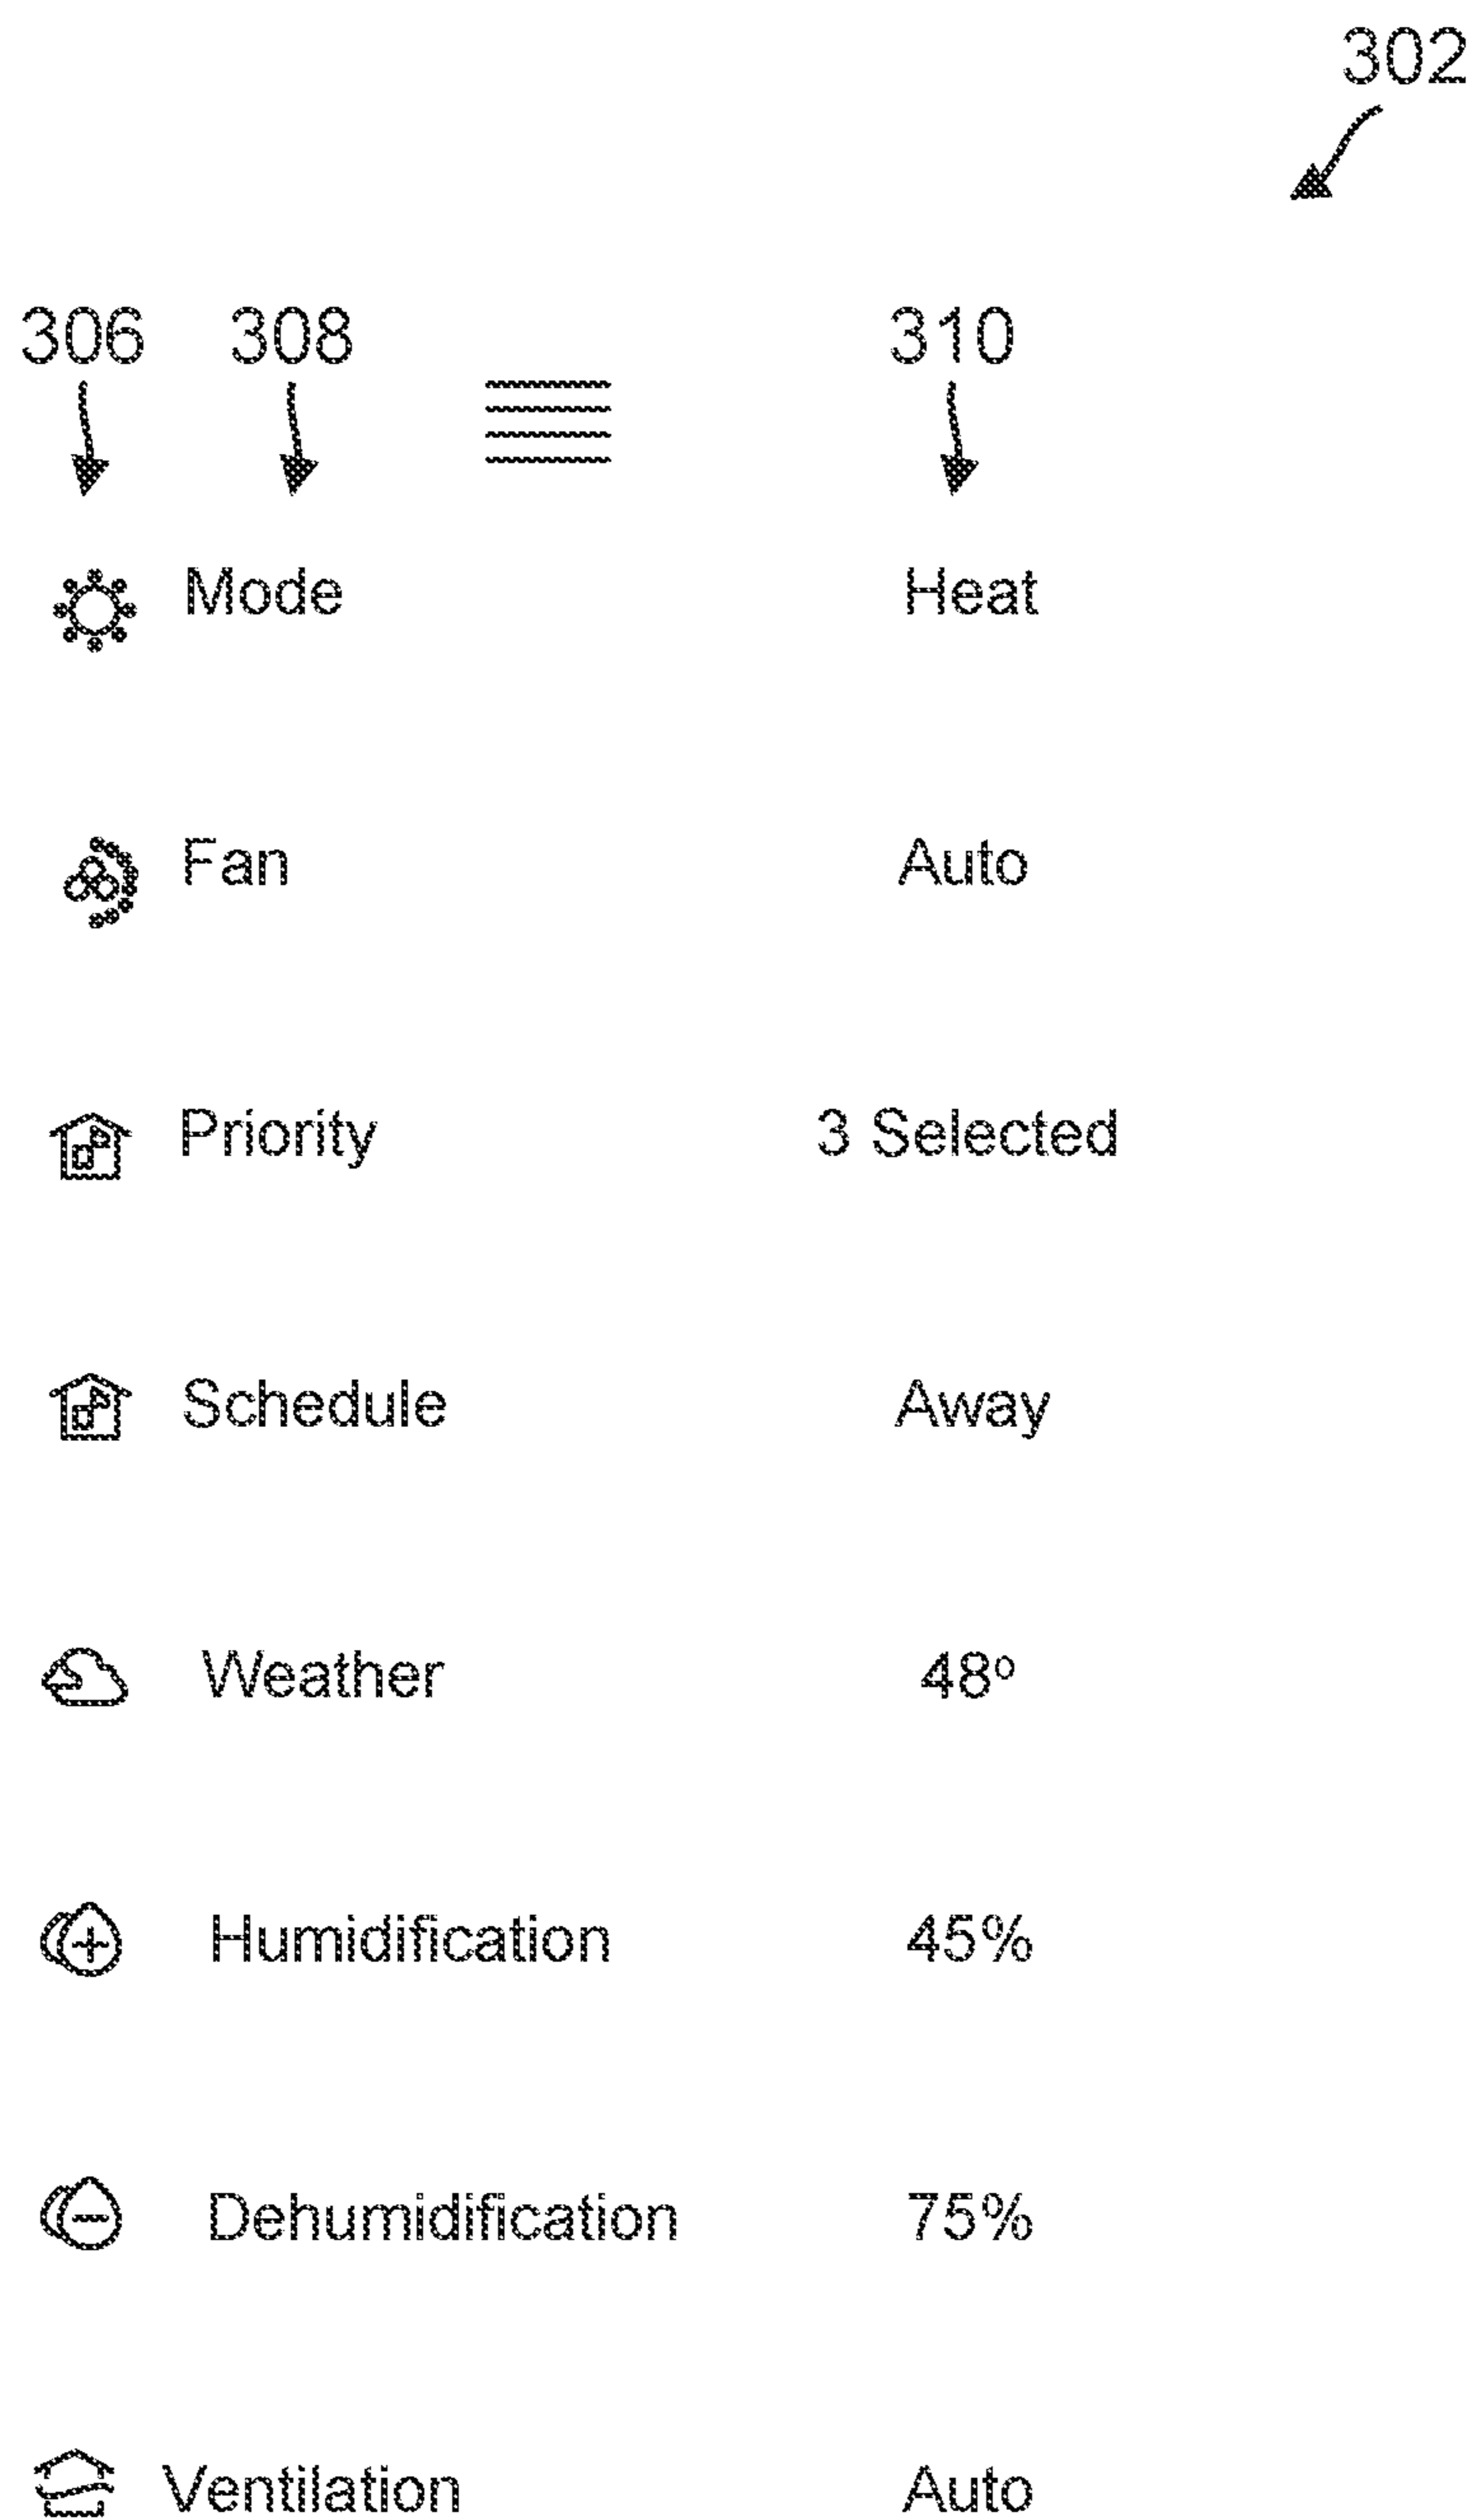 302
306 308 310
Mode Heat
Fan Auto
Priority 3 Selected
Schedule Away
Weather 48º
Humidification 45%
Dehumidification 75%
Ventilation Auto